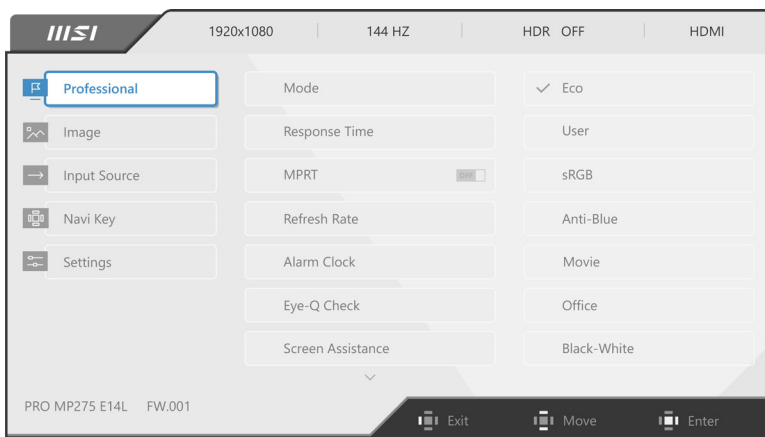 msi 1920x1080 144 HZ HDR OFF HDMI
Professional Mode Eco
Image Response Time User
Input Source MPRT OFF sRGB
Navi Key Refresh Rate Anti-Blue
Settings Alarm Clock Movie
Eye-Q Check Office
Screen Assistance Black-White
PRO MP275 E14L FW.001 Exit Move Enter